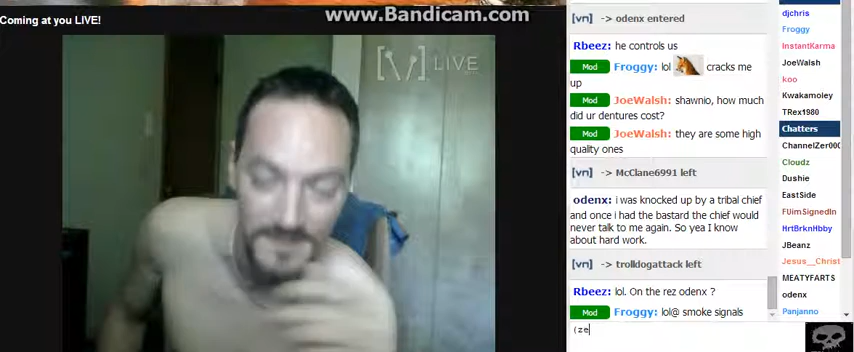 www.Bandicam.com
Coming at you LIVE!
[\/] LIVE
[vn] -> odenx entered
Rbeez: he controls us
Mod Froggy: lol cracks me
up
Mod JoeWalsh: shawnio, how much
did ur dentures cost?
Mod JoeWalsh: they are some high
quality ones
[vn] -> McClane6991 left
odenx: i was knocked up by a tribal chief
and once i had the bastard the chief would
never talk to me again. So yea I know
about hard work.
[vn] -> trolldogattack left
Rbeez: lol. On the rez odenx ?
Mod Froggy: lol@ smoke signals
(ze
djchris
Froggy
InstantKarma
JoeWalsh
koo
Kwakamoley
TRex1980
Chatters
ChannelZer000
Cloudz
Dushie
EastSide
FUimSignedIn
HrtBrknHbby
JBeanz
Jesus__Christ
MEATYFARTS
odenx
Panjanno